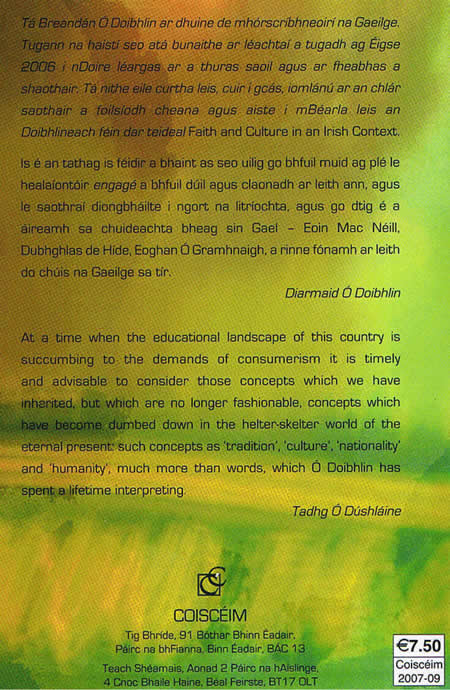 Tá Breandán Ó Doibhlin ar dhuine de mhórscríbhneoirí na Gaeilge.
Tugann na haistí seo atá bunaithe ar léachtaí a tugadh ag Éigse
2006 i nDoire léargas ar a thuras saoil agus ar fheabhas a
shaothair. Tá nithe eile curtha leis, cuir i gcás, iomlánú ar an chlár
saothair a foilsíodh cheana agus aiste i mBéarla leis an
Doibhlineach féin dar teideal Faith and Culture in an Irish Context.
Is é an tathag is féidir a bhaint as seo uilig go bhfuil muid ag plé le
healaíontóir engagé a bhfuil dúil agus claonadh ar leith ann, agus
le saothraí diongbháilte i ngort na litríochta, agus go dtig é a
áireamh sa chuideachta bheag sin Gael – Eoin Mac Néill,
Dubhghlas de Híde, Eoghan Ó Gramhnaigh, a rinne fónamh ar leith
do chúis na Gaeilge sa tír.
Diarmaid Ó Doibhlin
At a time when the educational landscape of this country is
succumbing to the demands of consumerism it is timely
and advisable to consider those concepts which we have
inherited, but which are no longer fashionable, concepts which
have become dumbed down in the helter-skelter world of the
eternal present: such concepts as 'tradition', 'culture', 'nationality'
and 'humanity', much more than words, which Ó Doibhlin has
spent a lifetime interpreting.
Tadhg Ó Dúshláine
COISCÉIM
Tig Bhríde, 91 Bóthar Bhinn Éadair,
Páirc na bhFianna, Binn Éadair, BÁC 13
Teach Shéamais, Aonad 2 Páirc na hAislinge,
4 Cnoc Bhaile Haine, Béal Feirste, BT17 OLT
€7.50
Coiscéim
2007-09